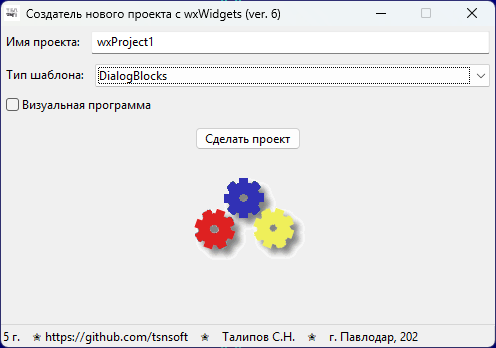 Создатель нового проекта с wxWidgets (ver. 6)
Имя проекта: wxProject1
Тип шаблона: DialogBlocks
Визуальная программа
Сделать проект
5 г. ❀ https://github.com/tsnsoft ❀ Талипов С.Н. ❀ г. Павлодар, 202